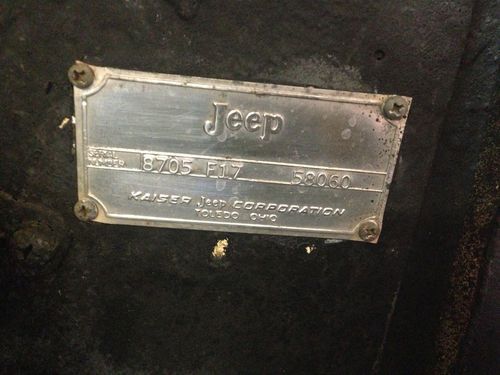 Jeep
SERIAL NUMBER 8705 F17 58060
KAISER Jeep CORPORATION
TOLEDO OHIO